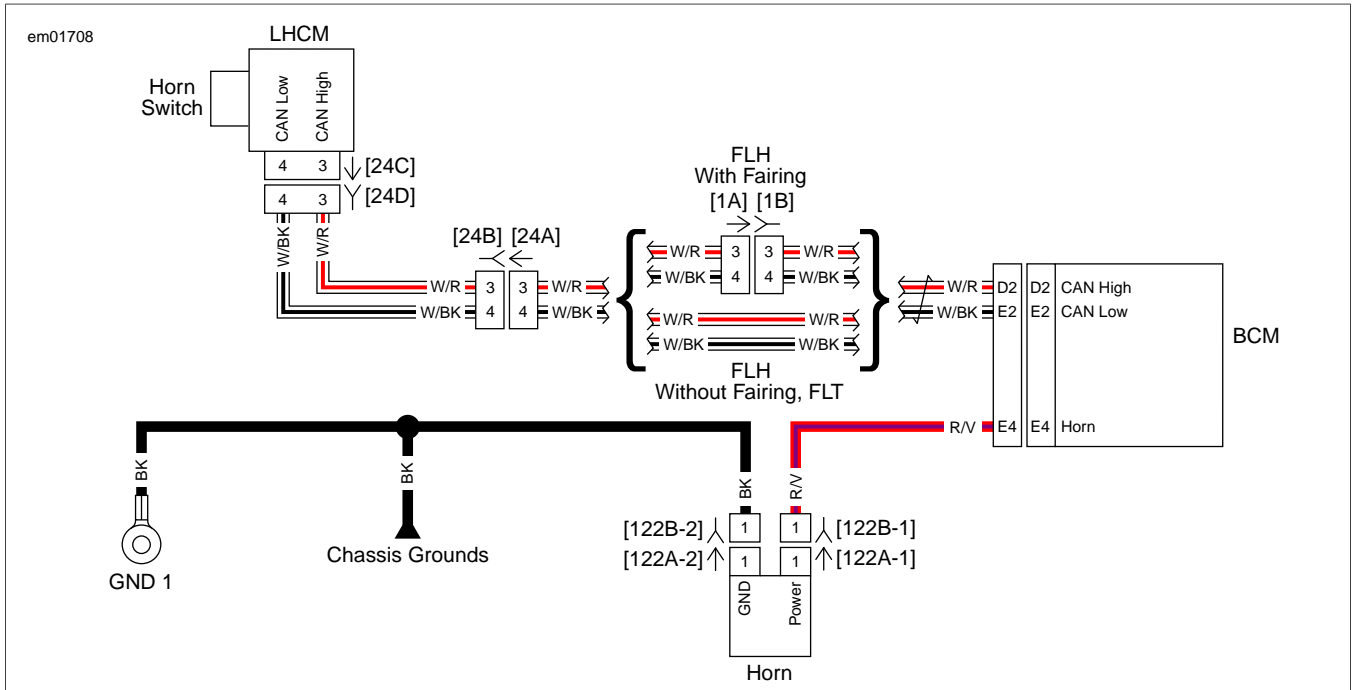 em01708
LHCM
Horn
Switch
CAN Low
CAN High
4 3
[24C]
4 3
[24D]
W/BK
W/R
[24B] [24A]
W/R 3 3 W/R
W/BK 4 4 W/BK
FLH
With Fairing
[1A] [1B]
W/R 3 3 W/R
W/BK 4 4 W/BK
W/R W/R
W/BK W/BK
FLH
Without Fairing, FLT
W/R D2 D2 CAN High
W/BK E2 E2 CAN Low
BCM
R/V E4 E4 Horn
BK
GND 1
BK
Chassis Grounds
BK
R/V
[122B-2] 1 1 [122B-1]
[122A-2] 1 1 [122A-1]
GND
Power
Horn